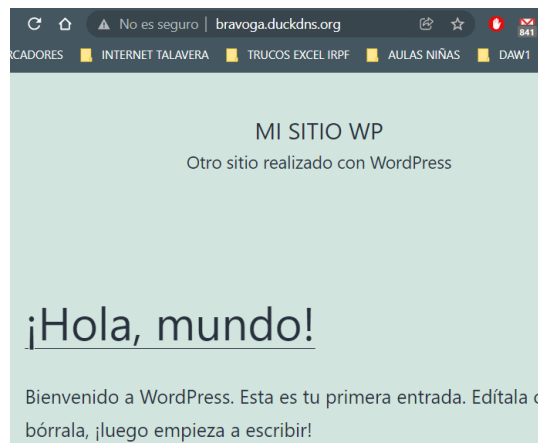 No es seguro | bravoga.duckdns.org
841
INTERNET TALAVERA TRUCOS EXCEL IRPF AULAS NIÑAS DAW1
MI SITIO WP
Otro sitio realizado con WordPress
¡Hola, mundo!
Bienvenido a WordPress. Esta es tu primera entrada. Edítala
bórrala, ¡luego empieza a escribir!